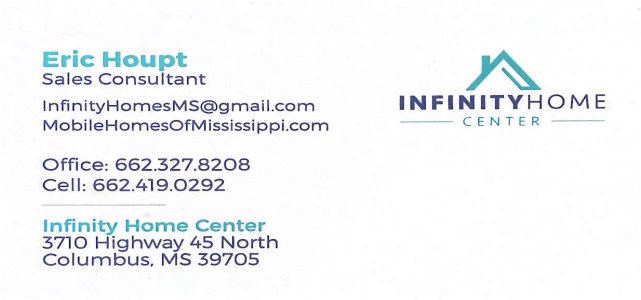 Eric Houpt
Sales Consultant
InfinityHomesMS@gmail.com
MobileHomesOfMississippi.com
Office: 662.327.8208
Cell: 662.419.0292
Infinity Home Center
3710 Highway 45 North
Columbus, MS 39705
INFINITYHOME
CENTER